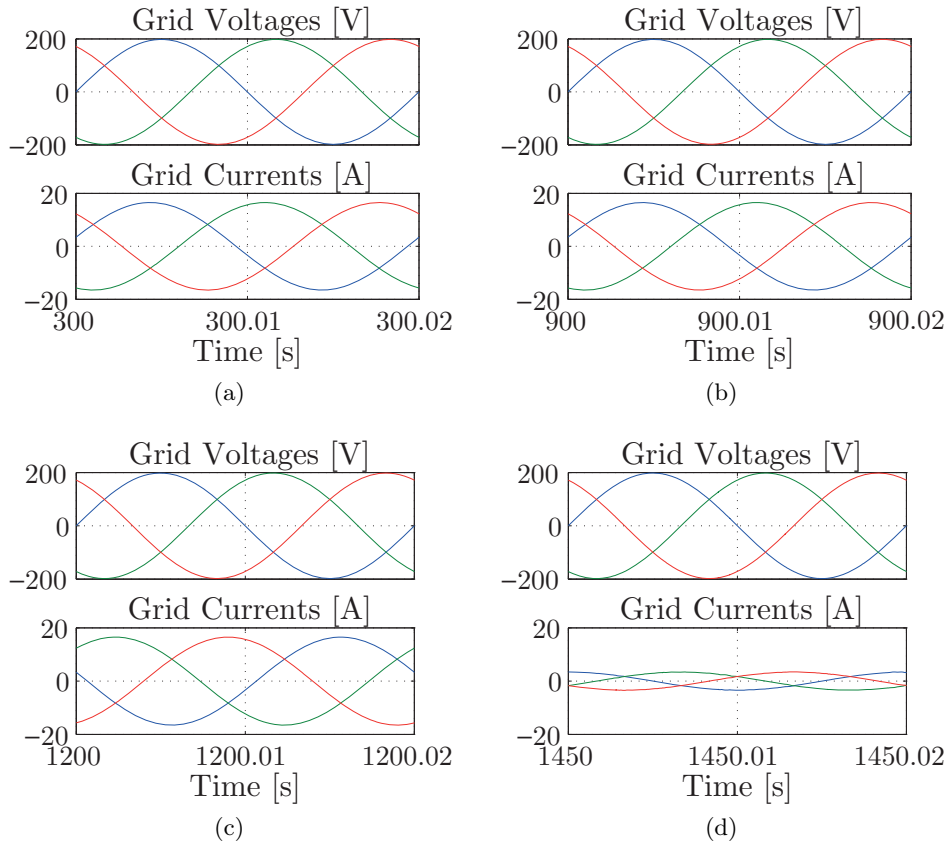 Grid Voltages [V]
200
0
−200
Grid Currents [A]
20
0
−20
300 300.01 300.02
Time [s]
(a)
Grid Voltages [V]
200
0
−200
Grid Currents [A]
20
0
−20
900 900.01 900.02
Time [s]
(b)
Grid Voltages [V]
200
0
−200
Grid Currents [A]
20
0
−20
1200 1200.01 1200.02
Time [s]
(c)
Grid Voltages [V]
200
0
−200
Grid Currents [A]
20
0
−20
1450 1450.01 1450.02
Time [s]
(d)